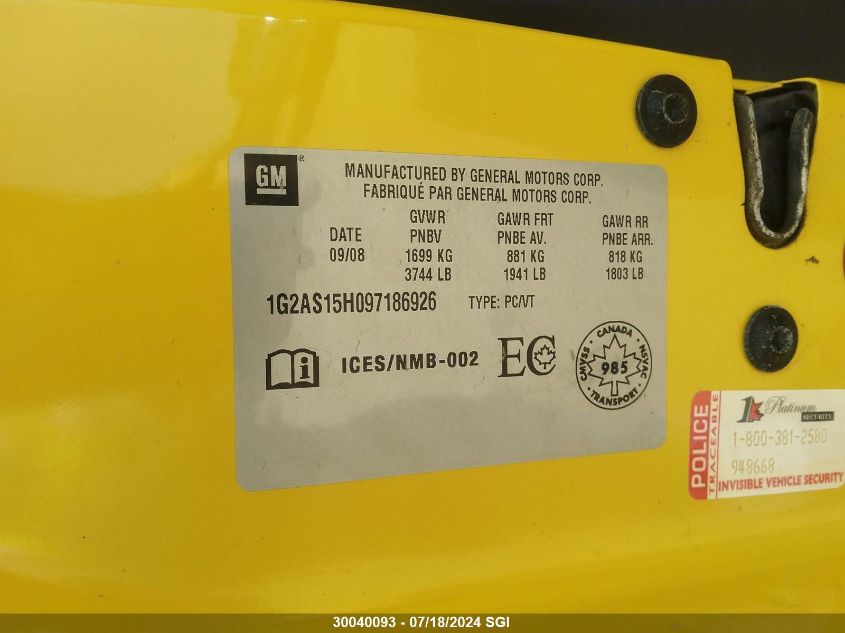 GM
MANUFACTURED BY GENERAL MOTORS CORP.
FABRIQUÉ PAR GENERAL MOTORS CORP.
GVWR GAWR FRT GAWR RR
DATE PNBV PNBE AV. PNBE ARR.
09/08 1699 KG 881 KG 818 KG
3744 LB 1941 LB 1803 LB
1G2AS15H097186926 TYPE: PC/VT
i ICES/NMB-002 EC
CANADA
CMVSS 985 NSVAC
TRANSPORT
POLICE
TRACEABLE
1x Platinum
SECURITY
1-800-381-2580
948668
INVISIBLE VEHICLE SECURITY
30040093 - 07/18/2024 SGI